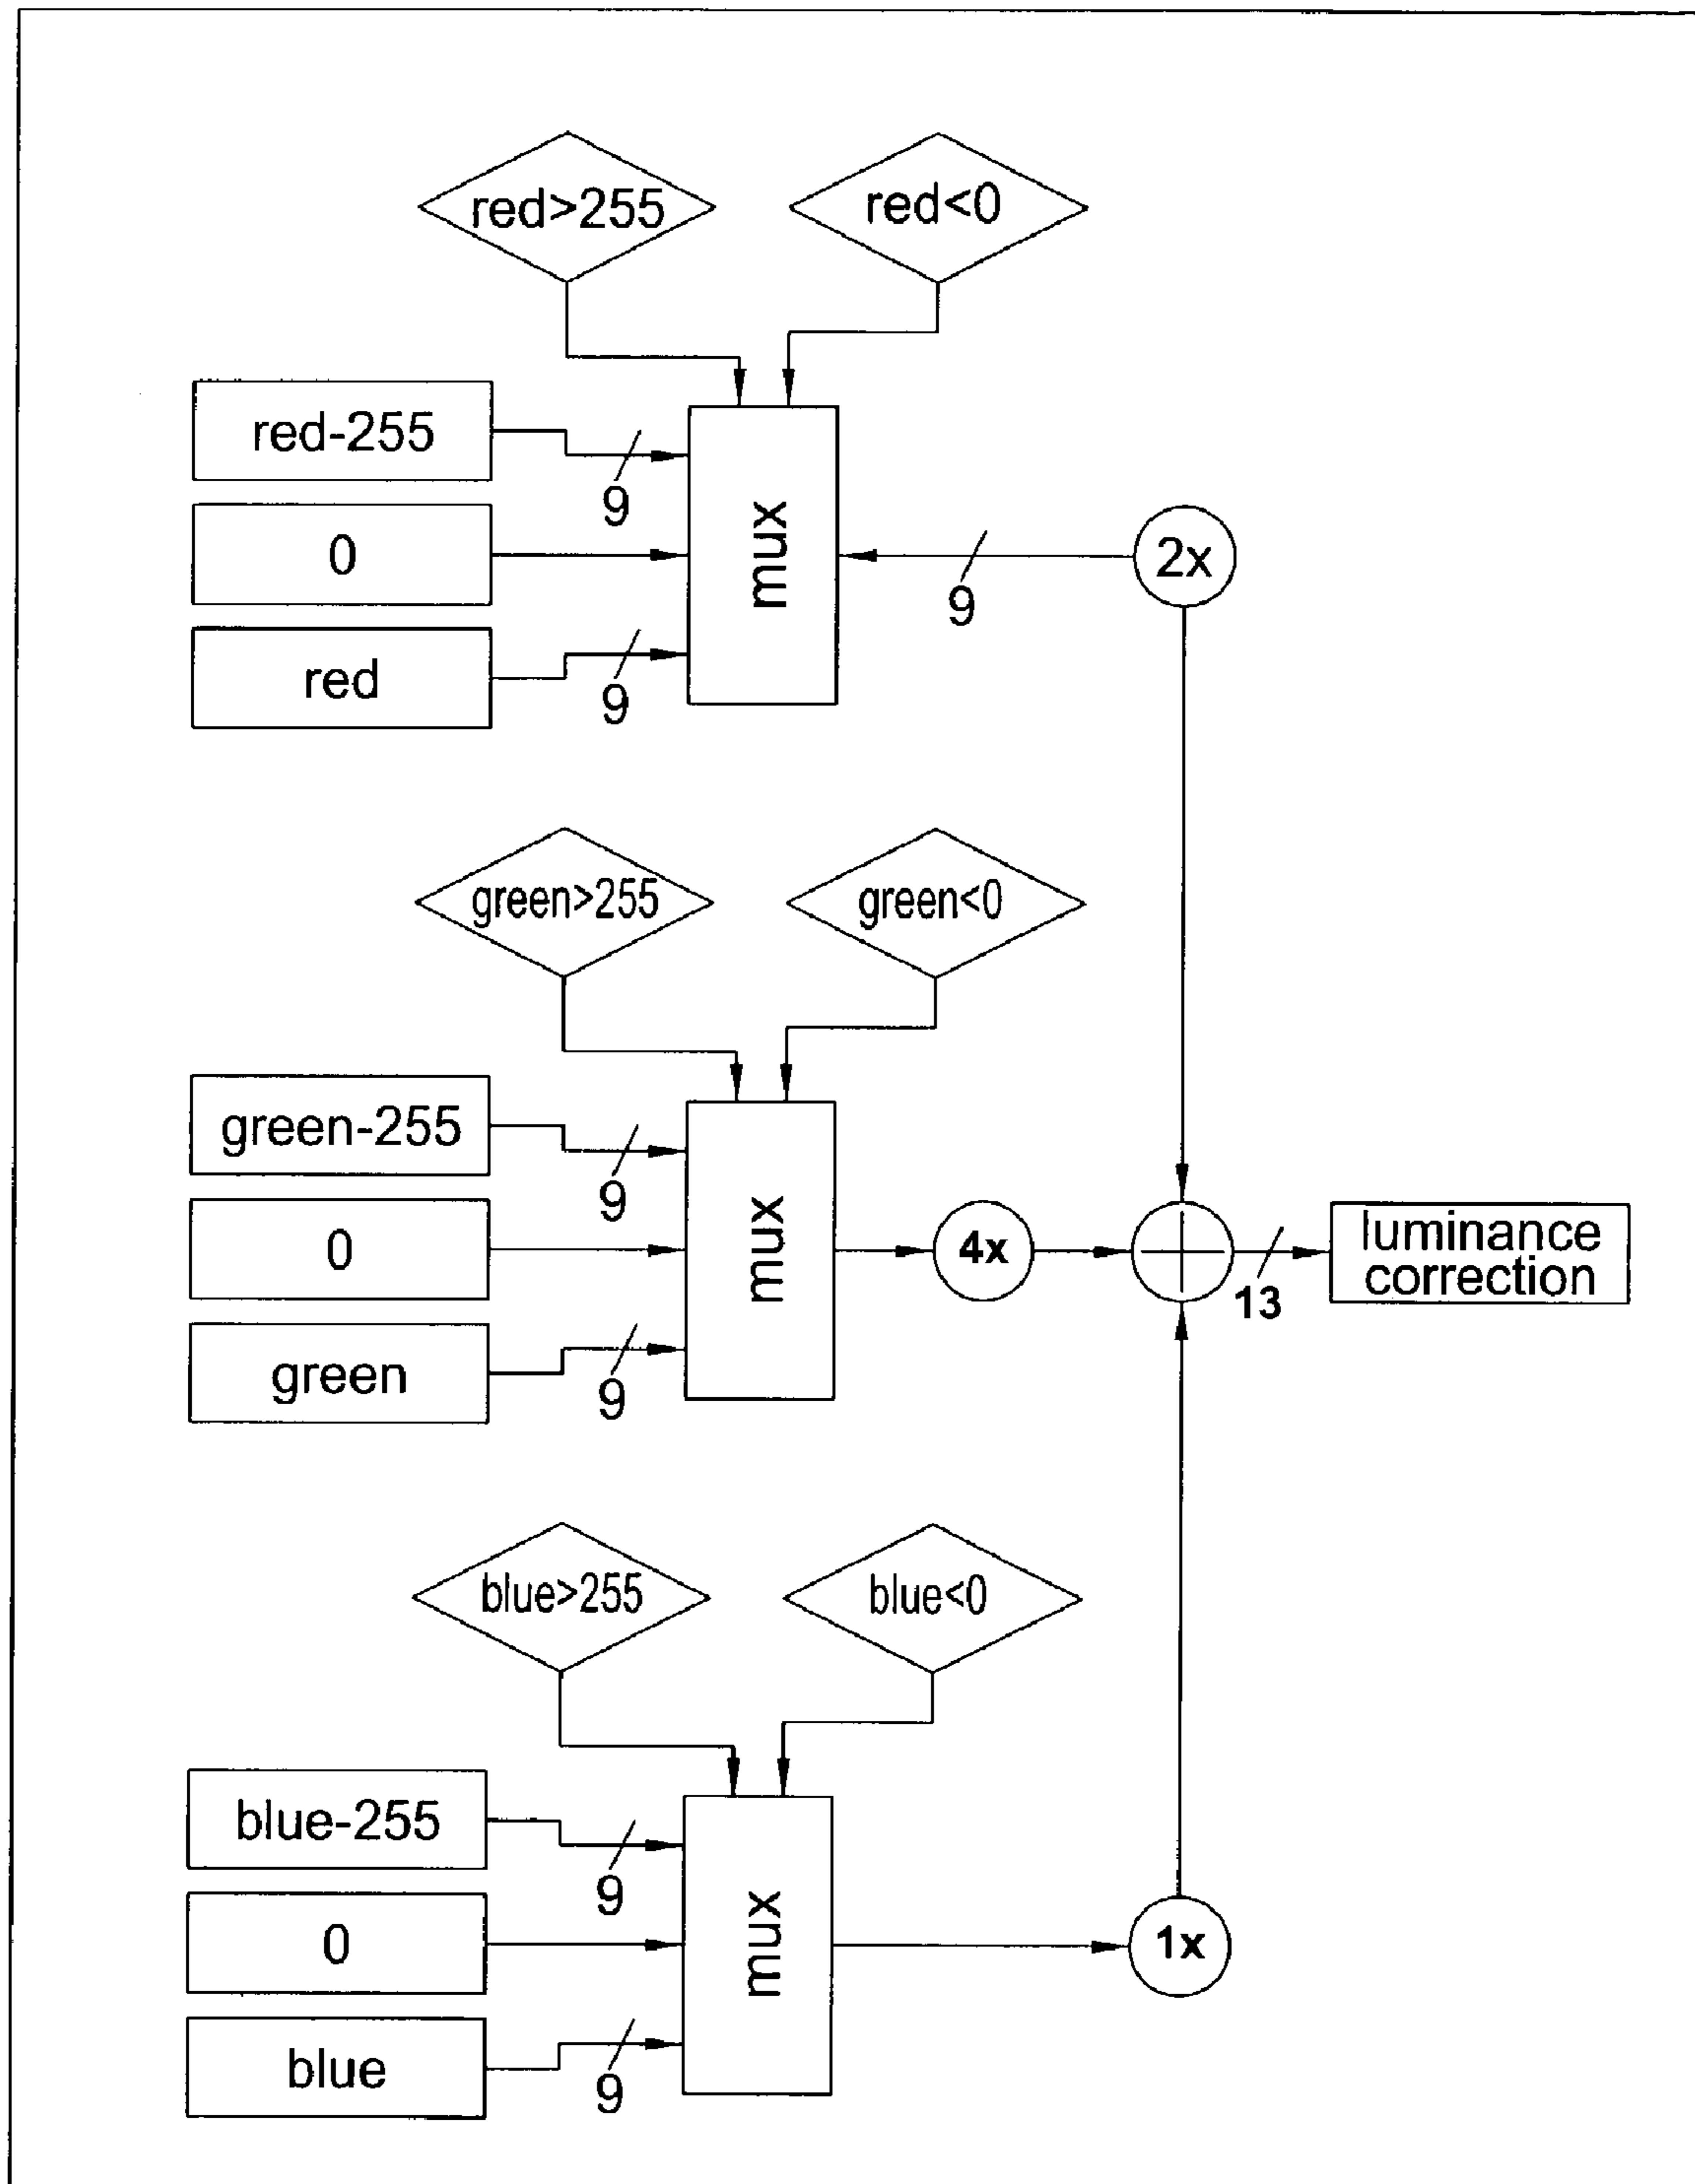 red>255
red<0
red-255
9
0
mux
2x
9
red
9
green>255
green<0
green-255
9
0
mux
4x
luminance
correction
13
green
9
blue>255
blue<0
blue-255
9
0
mux
1x
blue
9